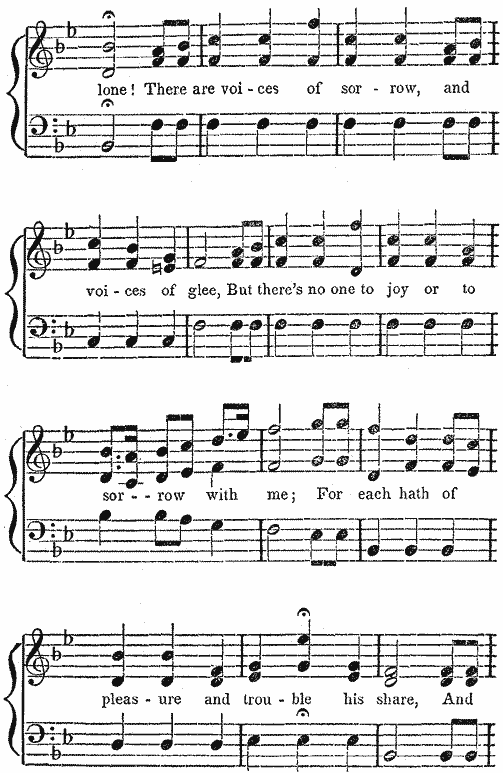 lone! There are voi - ces of sor - row, and
voi - ces of glee, But there's no one to joy or to
sor - - row with me; For each hath of
pleas - ure and trou - ble his share, And